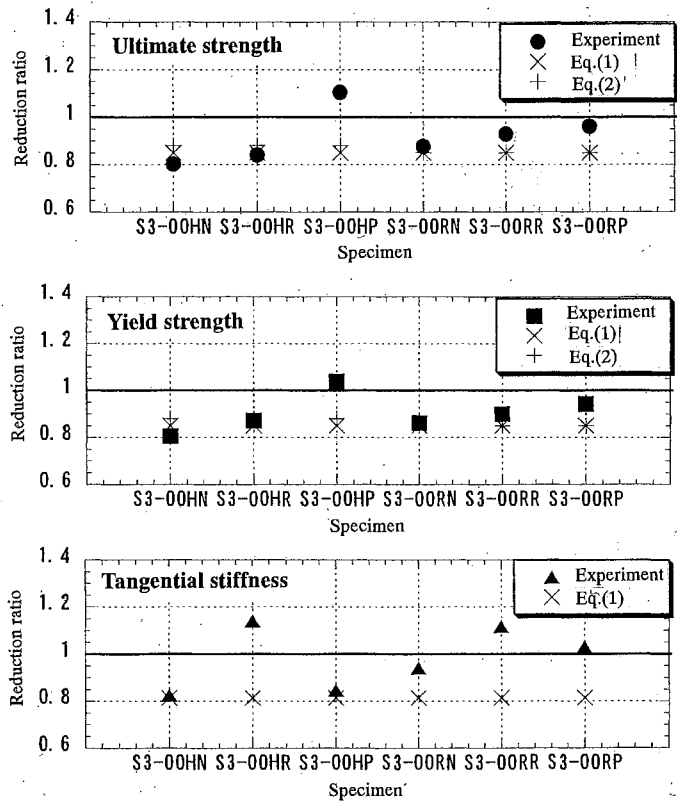 1. 4
Ultimate strength
Experiment
Eq.(1)
Eq.(2)
1. 2
1
0. 8
0. 6
Reduction ratio
S3-00HN S3-00HR S3-00HP S3-00RN S3-00RR S3-00RP
Specimen
1. 4
Yield strength
Experiment
Eq.(1)
Eq.(2)
1. 2
1
0. 8
0. 6
Reduction ratio
S3-00HN S3-00HR S3-00HP S3-00RN S3-00RR S3-00RP
Specimen
1. 4
Tangential stiffness
Experiment
Eq.(1)
1. 2
1
0. 8
0. 6
Reduction ratio
S3-00HN S3-00HR S3-00HP S3-00RN S3-00RR S3-00RP
Specimen